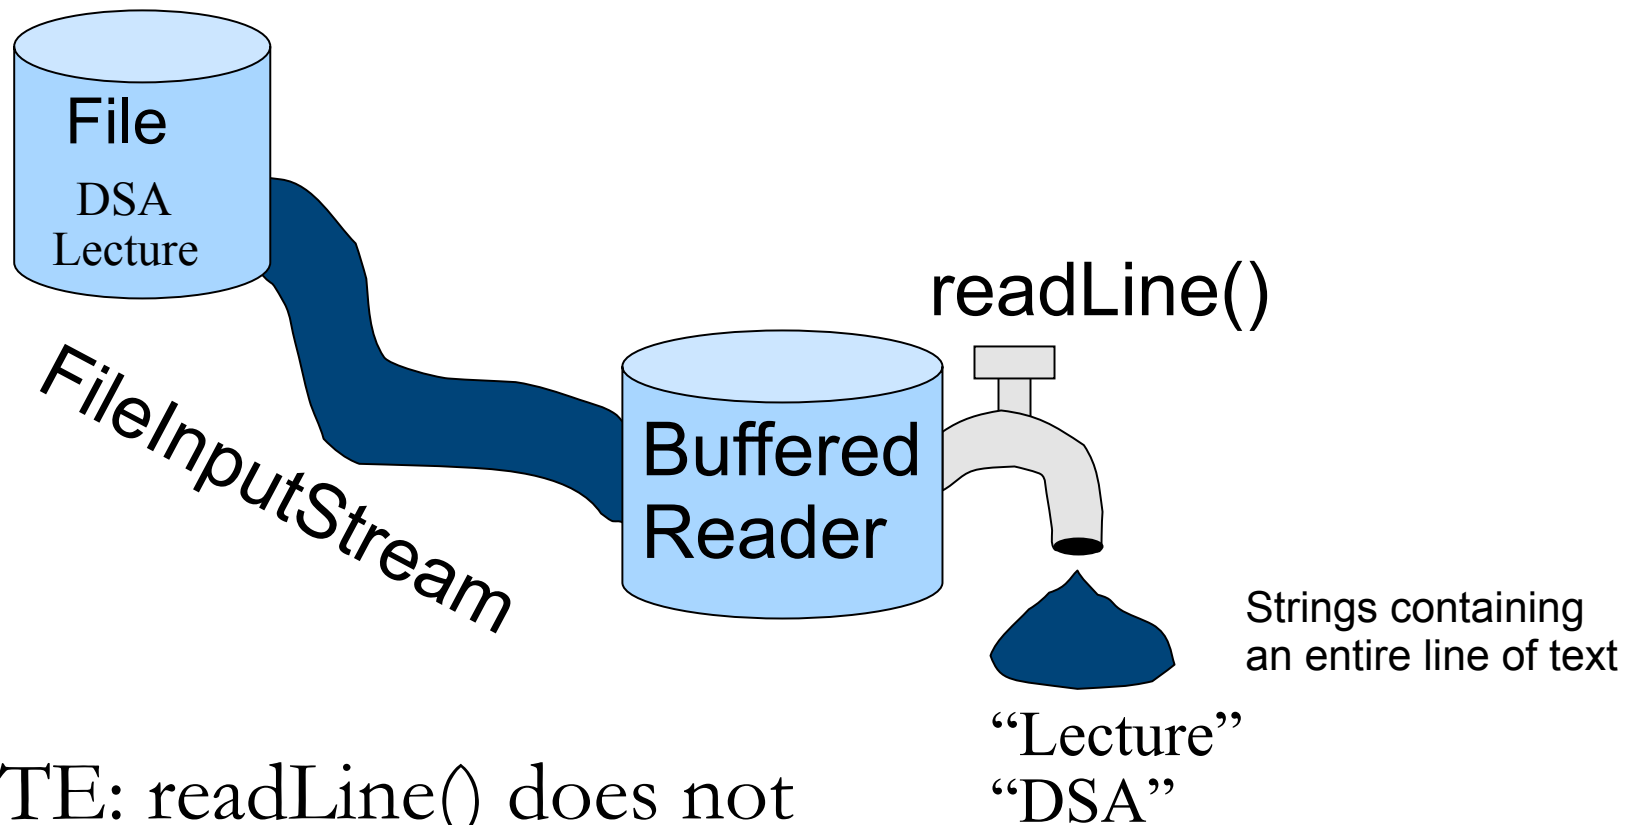 File
DSA
Lecture
FileInputStream
Buffered
Reader
readLine()
Strings containing
an entire line of text
“Lecture”
“DSA”
TE: readLine() does not